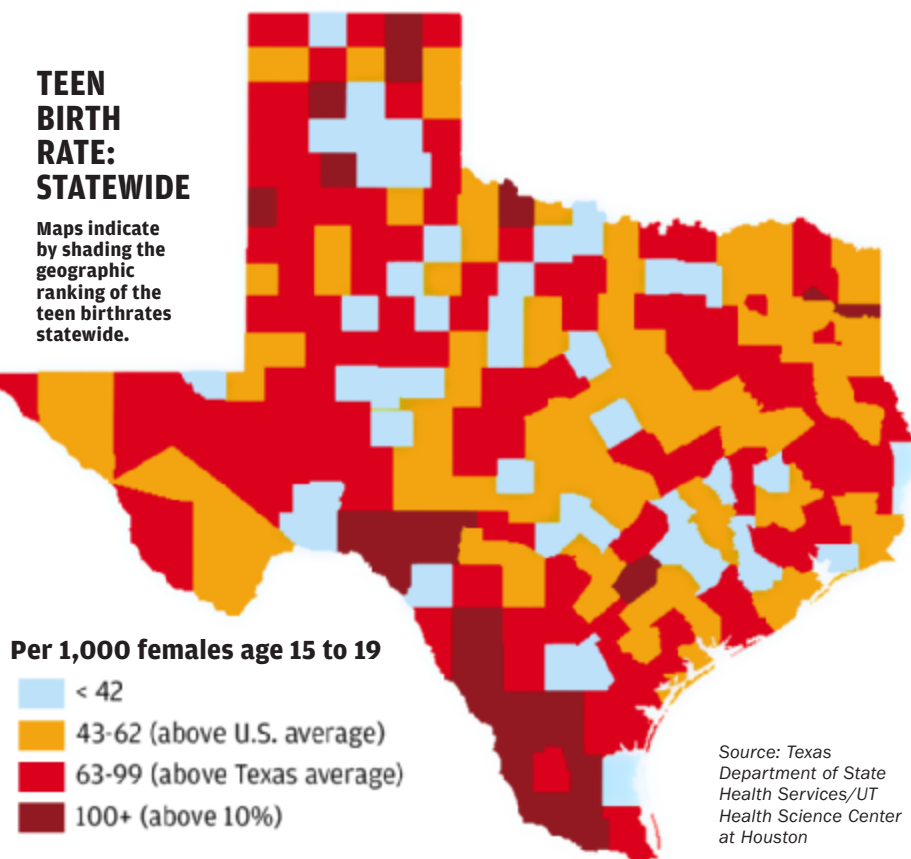 TEEN
BIRTH
RATE:
STATEWIDE
Maps indicate
by shading the
geographic
ranking of the
teen birthrates
statewide.
Per 1,000 females age 15 to 19
< 42
43-62 (above U.S. average)
63-99 (above Texas average)
100+ (above 10%)
Source: Texas
Department of State
Health Services/UT
Health Science Center
at Houston